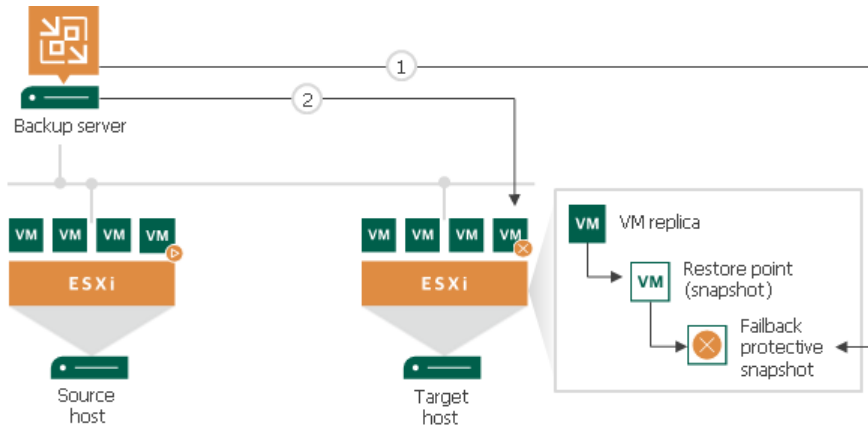 1
2
Backup server
VM VM VM VM
VM VM VM VM
ESXi
ESXi
Source
host
Target
host
VM
VM replica
VM
Restore point
(snapshot)
Failback
protective
snapshot